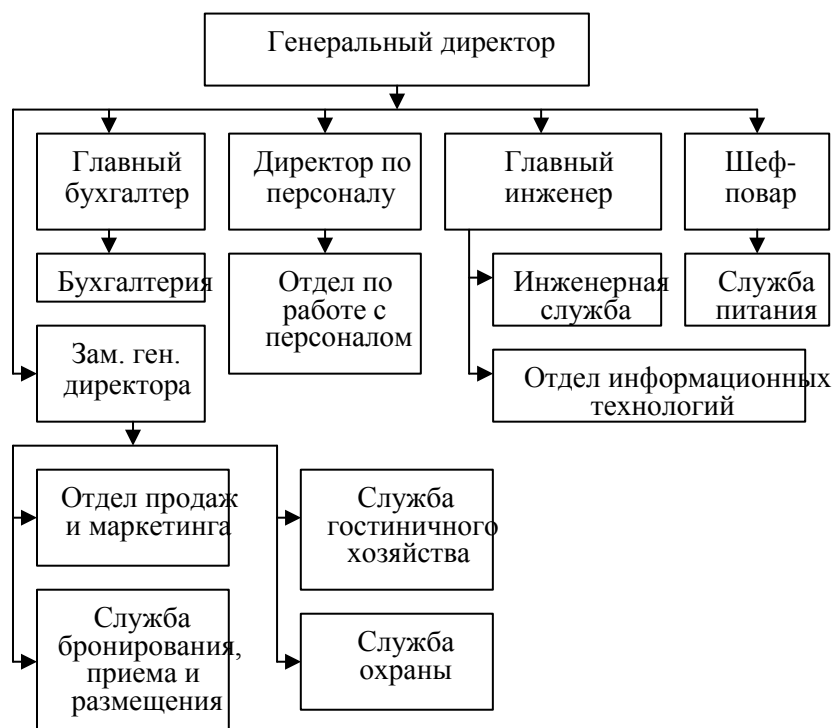 Генеральный директор
Главный
бухгалтер
Директор по
персоналу
Главный
инженер
Шеф-
повар
Бухгалтерия
Отдел по
работе с
персоналом
Инженерная
служба
Служба
питания
Зам. ген.
директора
Отдел информационных
технологий
Отдел продаж
и маркетинга
Служба
гостиничного
хозяйства
Служба
бронирования,
приема и
размещения
Служба
охраны